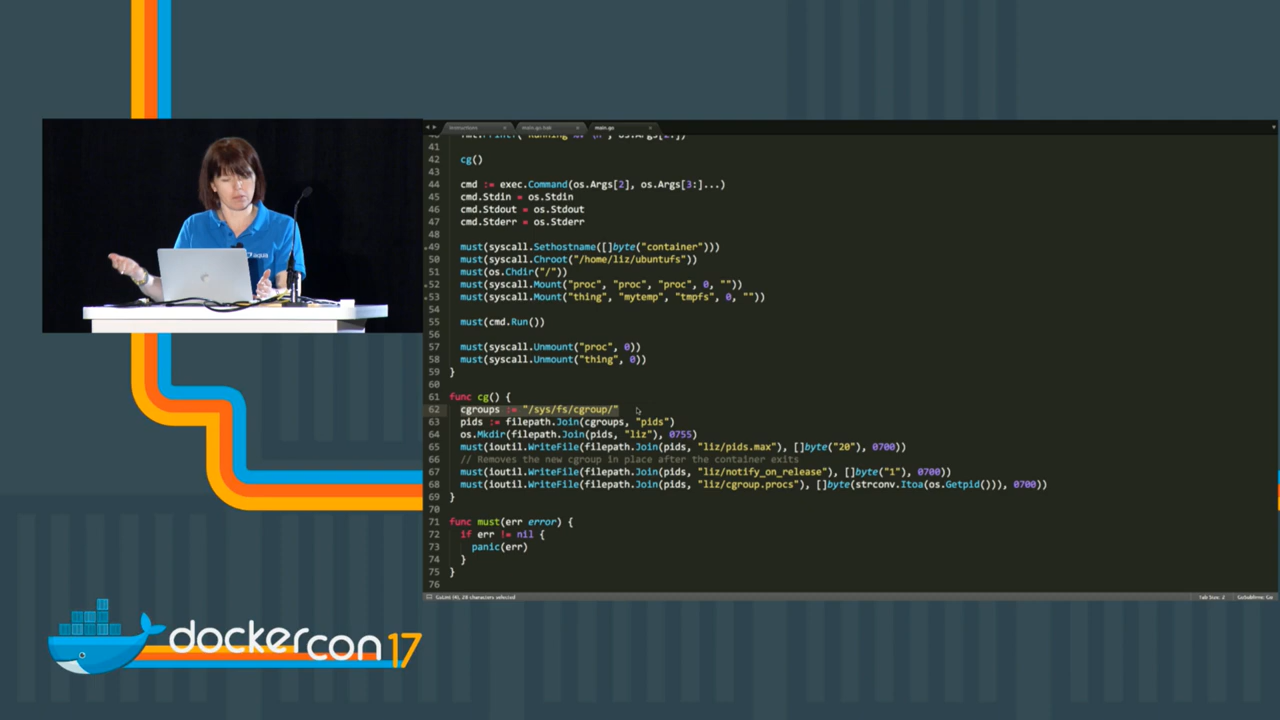 aqua
instructions
main.go.bak
main.go
41
42 cg()
43
44 cmd := exec.Command(os.Args[2], os.Args[3:]...)
45 cmd.Stdin = os.Stdin
46 cmd.Stdout = os.Stdout
47 cmd.Stderr = os.Stderr
48
49 must(syscall.Sethostname([]byte("container")))
50 must(syscall.Chroot("/home/liz/ubuntufs"))
51 must(os.Chdir("/"))
52 must(syscall.Mount("proc", "proc", "proc", 0, ""))
53 must(syscall.Mount("thing", "mytemp", "tmpfs", 0, ""))
54
55 must(cmd.Run())
56
57 must(syscall.Unmount("proc", 0))
58 must(syscall.Unmount("thing", 0))
59 }
60
61 func cg() {
62 cgroups := "/sys/fs/cgroup/"
63 pids := filepath.Join(cgroups, "pids")
64 os.Mkdir(filepath.Join(pids, "liz"), 0755)
65 must(ioutil.WriteFile(filepath.Join(pids, "liz/pids.max"), []byte("20"), 0700))
66 // Removes the new cgroup in place after the container exits
67 must(ioutil.WriteFile(filepath.Join(pids, "liz/notify_on_release"), []byte("1"), 0700))
68 must(ioutil.WriteFile(filepath.Join(pids, "liz/cgroup.procs"), []byte(strconv.Itoa(os.Getpid())), 0700))
69 }
70
71 func must(err error) {
72 if err != nil {
73 panic(err)
74 }
75 }
76
28 characters selected
Tab Size: 2
dockercon 17